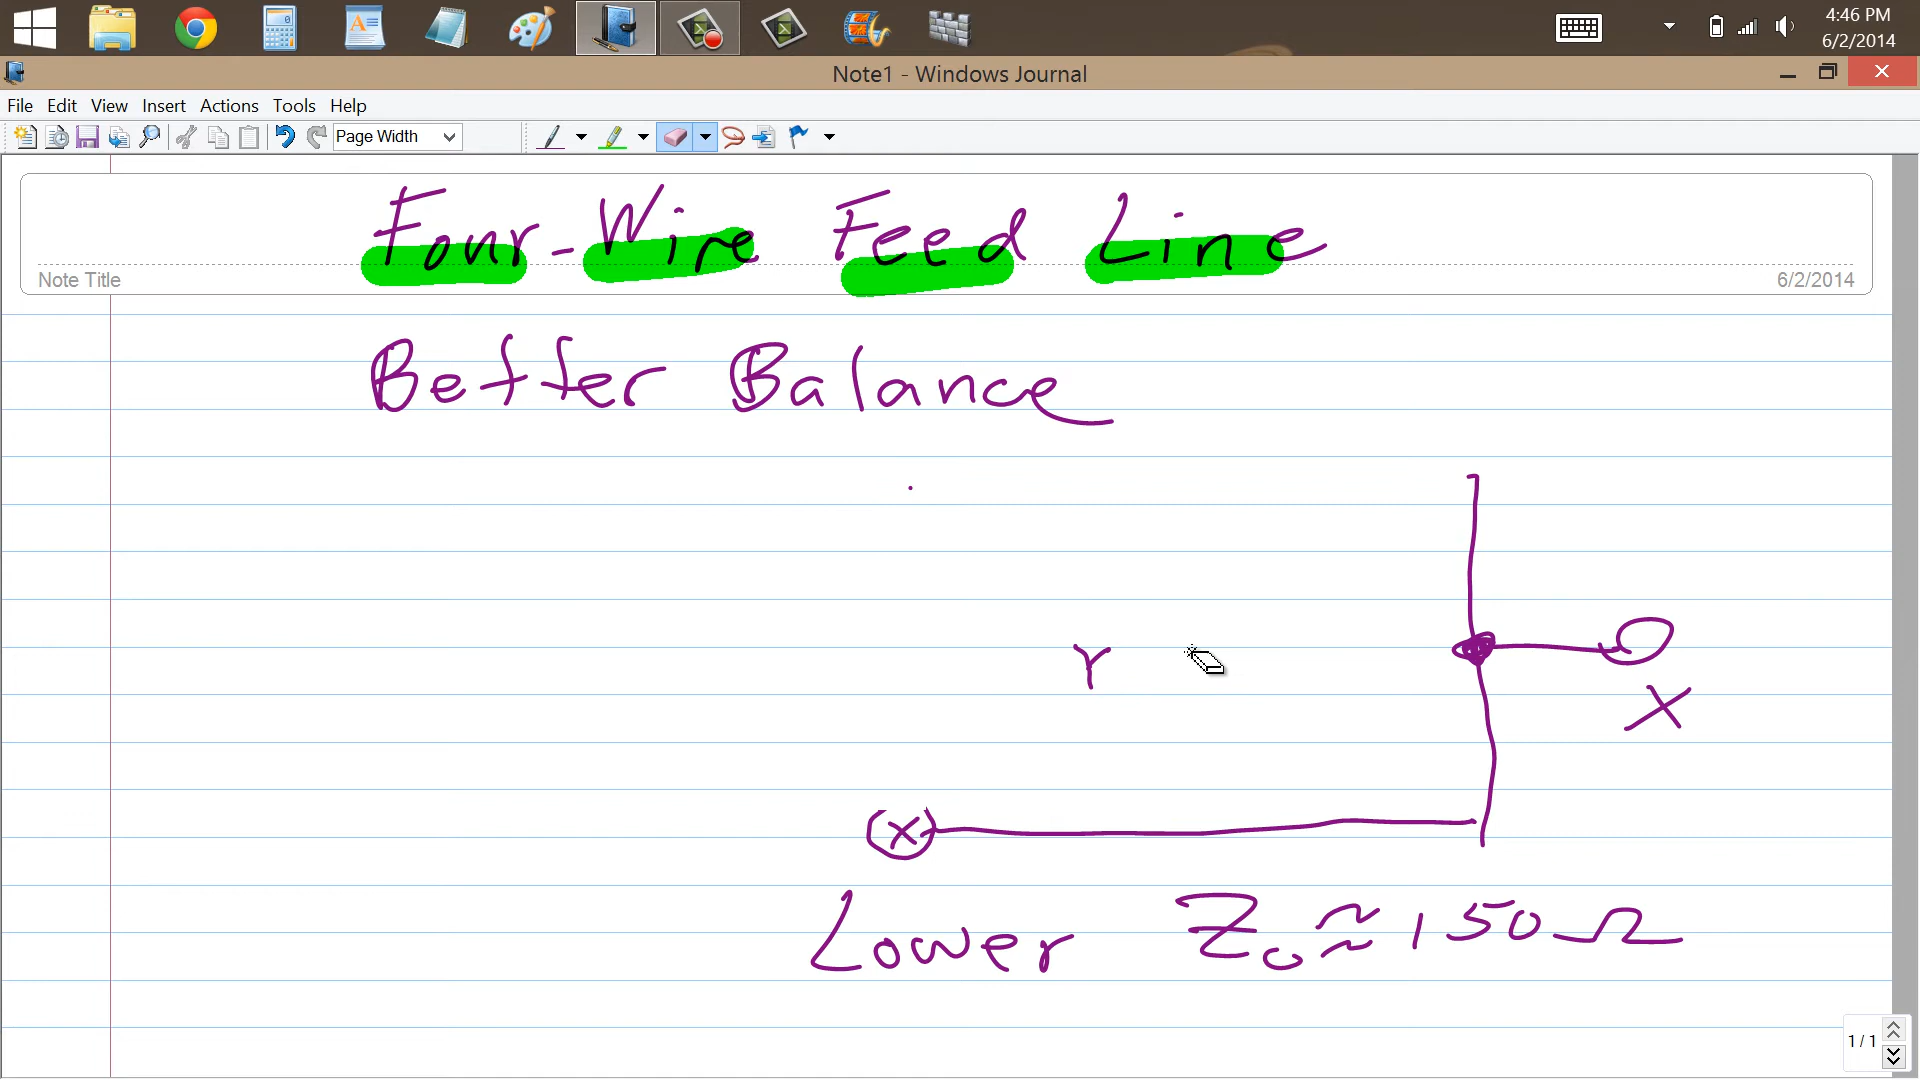 4:46 PM
6/2/2014
Note1 - Windows Journal
File Edit View Insert Actions Tools Help
Page Width
Four-Wire Feed Line
Note Title
6/2/2014
Better Balance
Y
X
X
Lower Z₀ ≈ 150 Ω
1 / 1